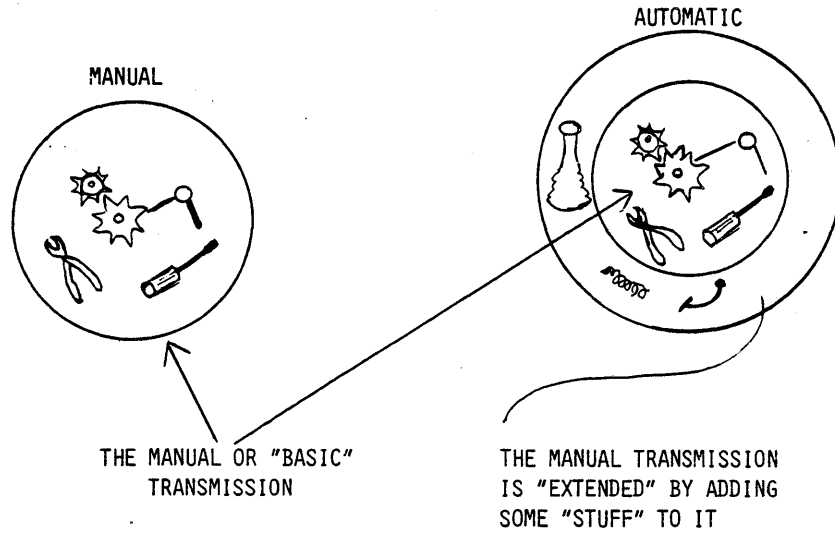 AUTOMATIC
MANUAL
THE MANUAL OR "BASIC"
TRANSMISSION
THE MANUAL TRANSMISSION
IS "EXTENDED" BY ADDING
SOME "STUFF" TO IT